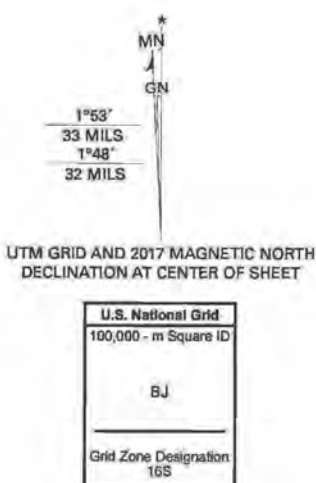 *
MN
GN
1°53′
33 MILS
1°48′
32 MILS
UTM GRID AND 2017 MAGNETIC NORTH
DECLINATION AT CENTER OF SHEET
U.S. National Grid
100,000 - m Square ID
BJ
Grid Zone Designation
16S